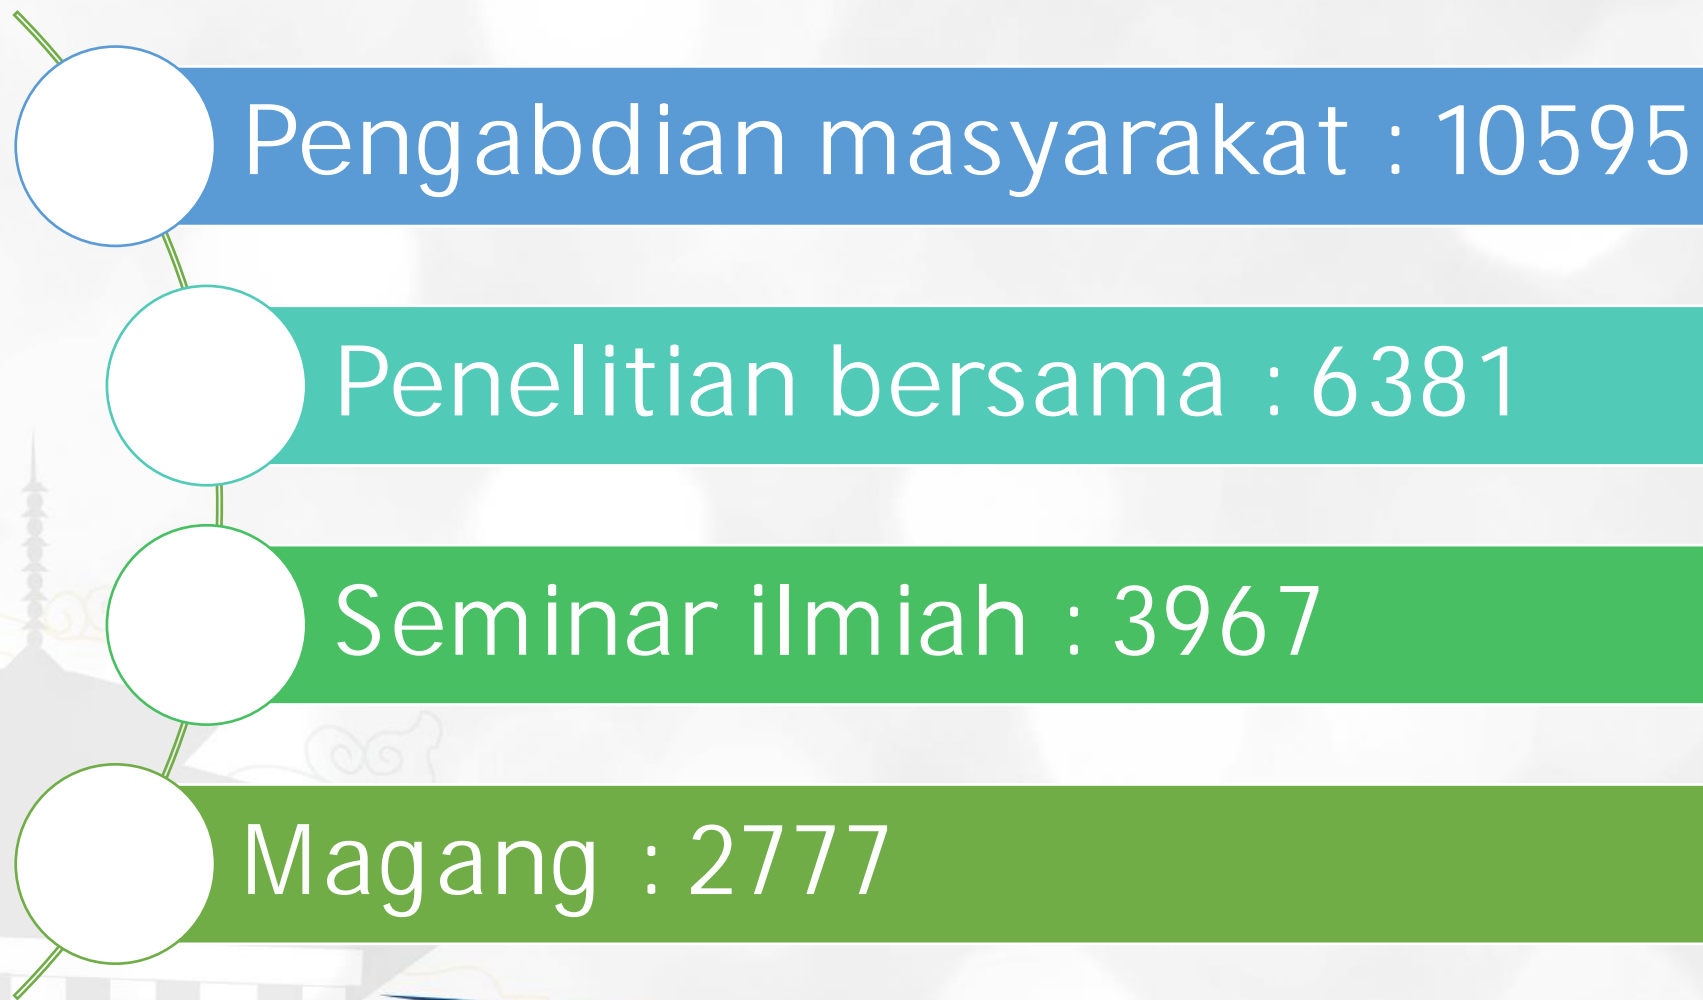 Pengabdian masyarakat : 10595
Penelitian bersama : 6381
Seminar ilmiah : 3967
Magang : 2777